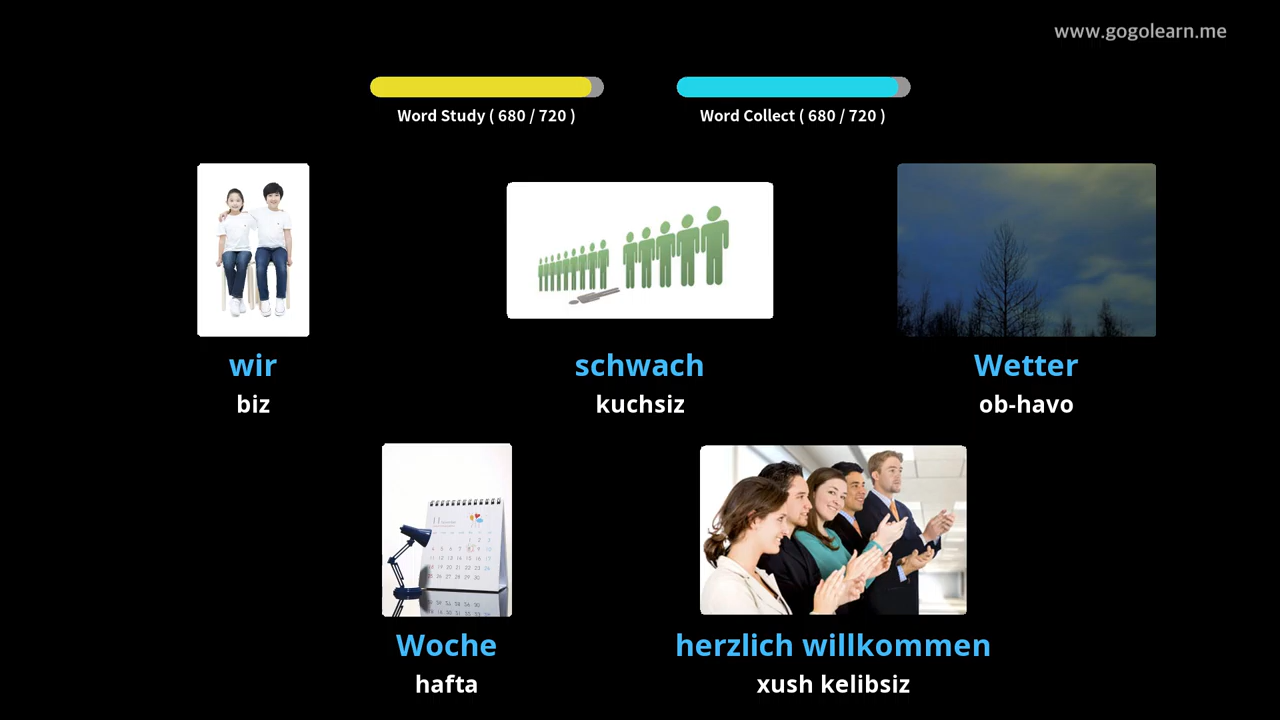 www.gogolearn.me
Word Study ( 680 / 720 )
Word Collect ( 680 / 720 )
wir
biz
schwach
kuchsiz
Wetter
ob-havo
Woche
hafta
herzlich willkommen
xush kelibsiz